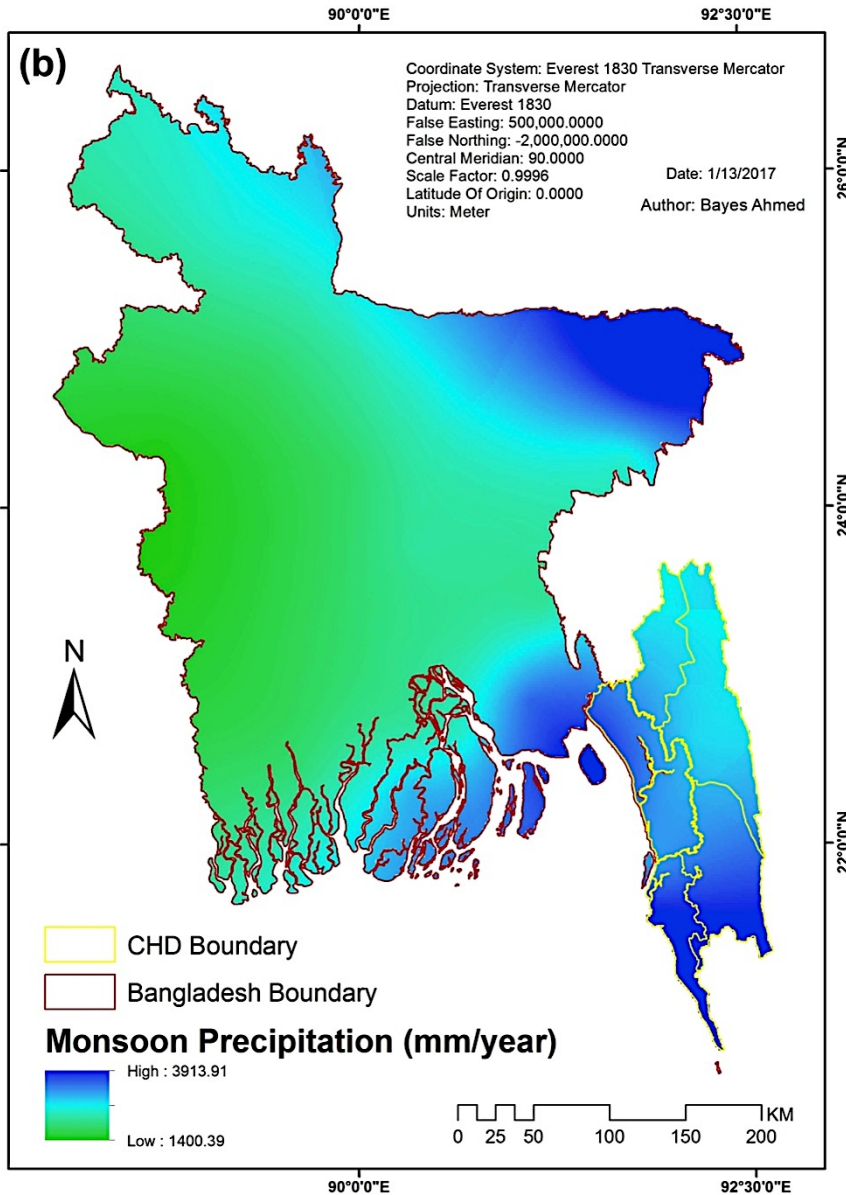 90°0'0"E
92°30'0"E
(b)
Coordinate System: Everest 1830 Transverse Mercator
Projection: Transverse Mercator
Datum: Everest 1830
False Easting: 500,000.0000
False Northing: -2,000,000.0000
Central Meridian: 90.0000
Scale Factor: 0.9996
Latitude Of Origin: 0.0000
Units: Meter
Date: 1/13/2017
Author: Bayes Ahmed
26°0'0"N
24°0'0"N
22°0'0"N
N
CHD Boundary
Bangladesh Boundary
Monsoon Precipitation (mm/year)
High : 3913.91
Low : 1400.39
KM
0 25 50 100 150 200
90°0'0"E
92°30'0"E